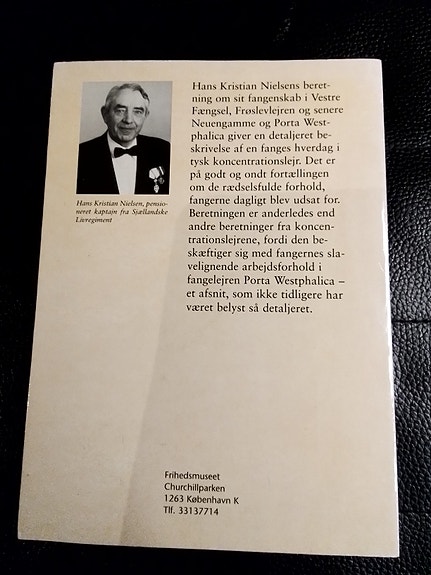 Hans Kristian Nielsens beret-
ning om sit fangenskab i Vestre
Fængsel, Frøslevlejren og senere
Neuengamme og Porta West-
phalica giver en detaljeret be-
skrivelse af en fanges hverdag i
tysk koncentrationslejr. Det er
på godt og ondt fortællingen
om de rædselsfulde forhold,
fangerne dagligt blev udsat for.
Beretningen er anderledes end
andre beretninger fra koncen-
trationslejrene, fordi den be-
skæftiger sig med fangernes sla-
velignende arbejdsforhold i
fangelejren Porta Westphalica –
et afsnit, som ikke tidligere har
været belyst så detaljeret.
Hans Kristian Nielsen, pensio-
neret kaptajn fra Sjællandske
Livregiment
Frihedsmuseet
Churchillparken
1263 København K
Tlf. 33137714